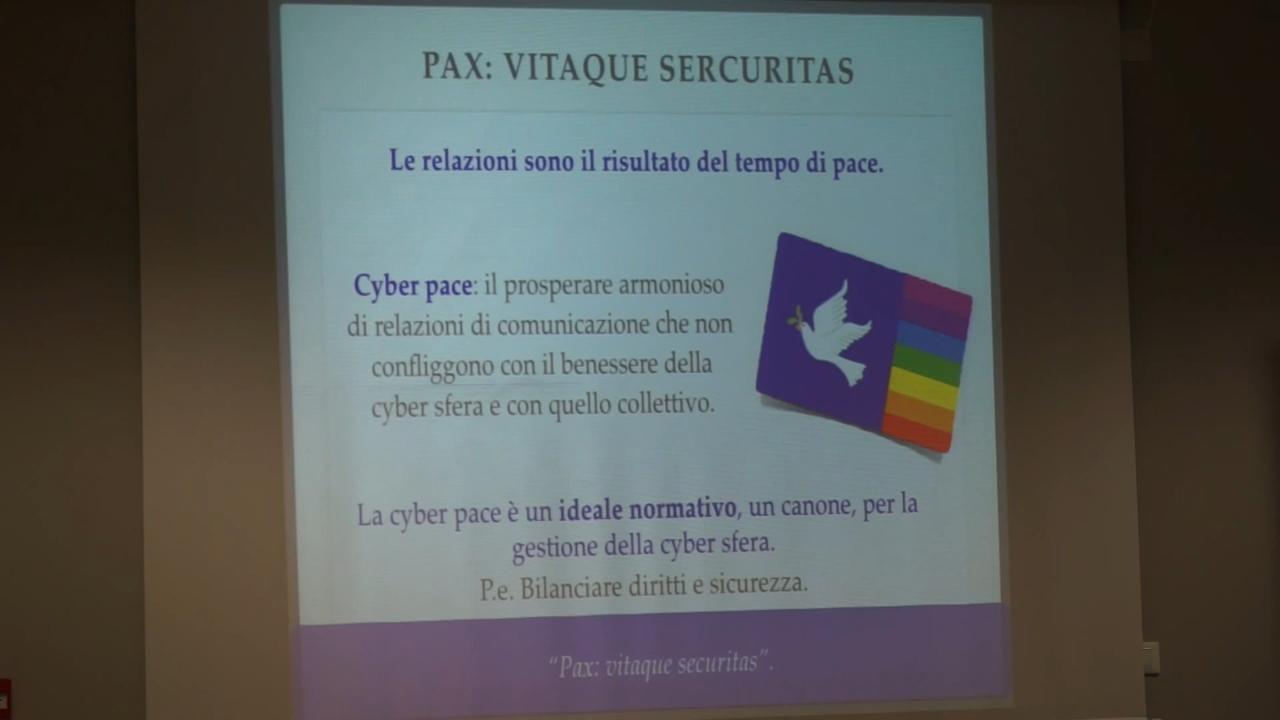 PAX: VITAQUE SERCURITAS
Le relazioni sono il risultato del tempo di pace.
Cyber pace: il prosperare armonioso
di relazioni di comunicazione che non
confliggono con il benessere della
cyber sfera e con quello collettivo.
La cyber pace è un ideale normativo, un canone, per la
gestione della cyber sfera.
P.e. Bilanciare diritti e sicurezza.
“Pax: vitaque securitas”.